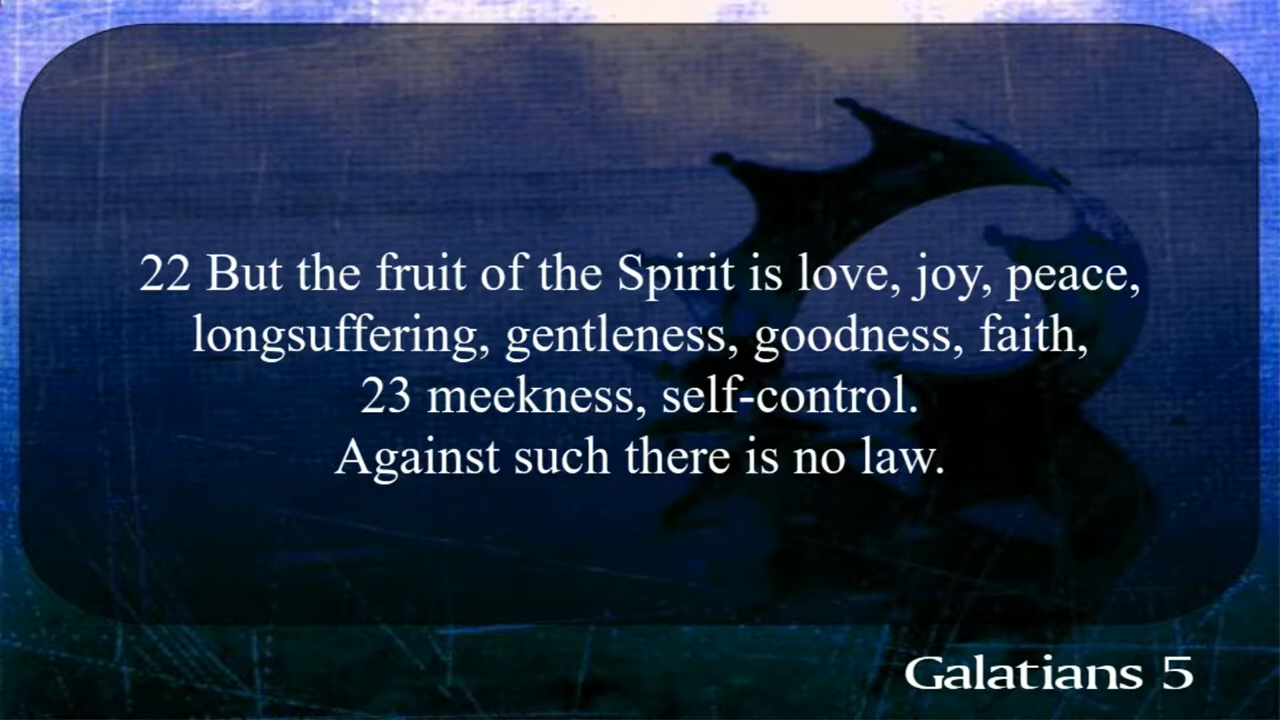 22 But the fruit of the Spirit is love, joy, peace,
longsuffering, gentleness, goodness, faith,
23 meekness, self-control.
Against such there is no law.
Galatians 5